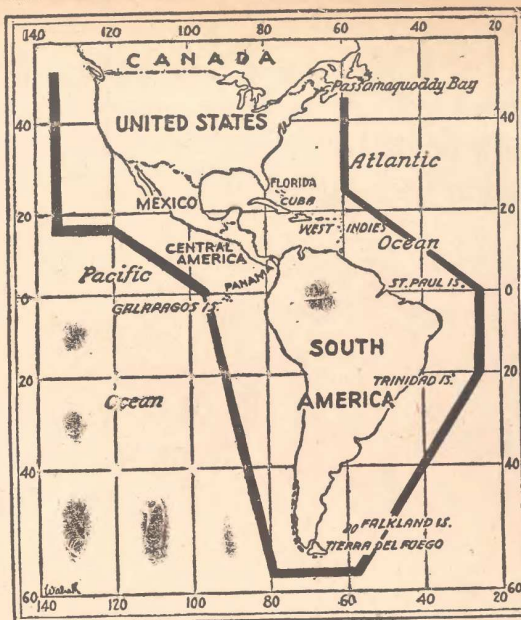 140 120 100 80 60 40 20
CANADA
Passomaquoddy Bay
40
UNITED STATES
40
Atlantic
FLORIDA
MEXICO
CUBA
20
WEST INDIES
20
CENTRAL AMERICA
Ocean
Pacific
PANAMA
ST. PAUL IS.
0
0
GALAPAGOS IS.
SOUTH
20
TRINIDAD IS.
20
Ocean
AMERICA
40
40
FALKLAND IS.
TIERRA DEL FUEGO
60
60
140 120 100 80 60 40 20